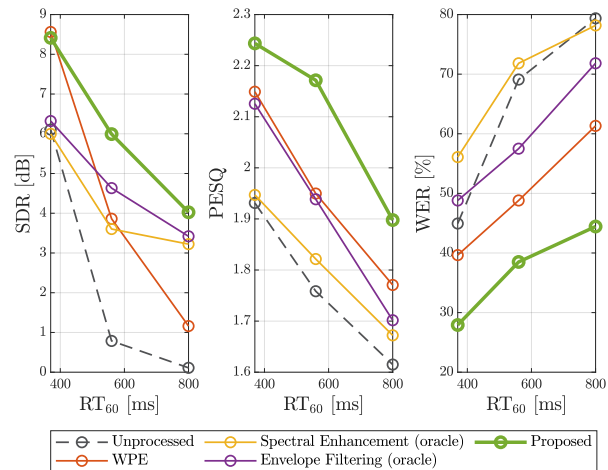 9
8
7
6
5
4
3
2
1
0
SDR [dB]
400 600 800
RT60 [ms]
2.3
2.2
2.1
2
1.9
1.8
1.7
1.6
PESQ
400 600 800
RT60 [ms]
80
70
60
50
40
30
20
WER [%]
400 600 800
RT60 [ms]
Unprocessed Spectral Enhancement (oracle) Proposed
WPE Envelope Filtering (oracle)